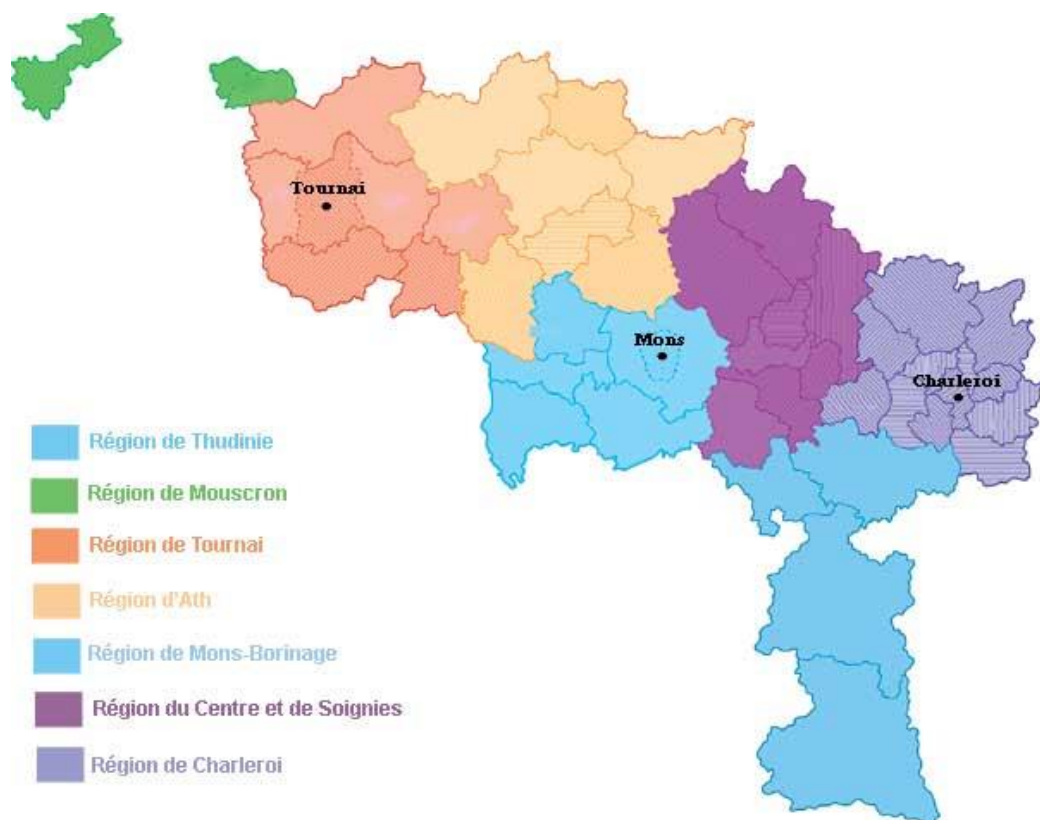 Tournai
Mons
Charleroi
Région de Thudinie
Région de Mouscron
Région de Tournai
Région d'Ath
Région de Mons-Borinage
Région du Centre et de Soignies
Région de Charleroi